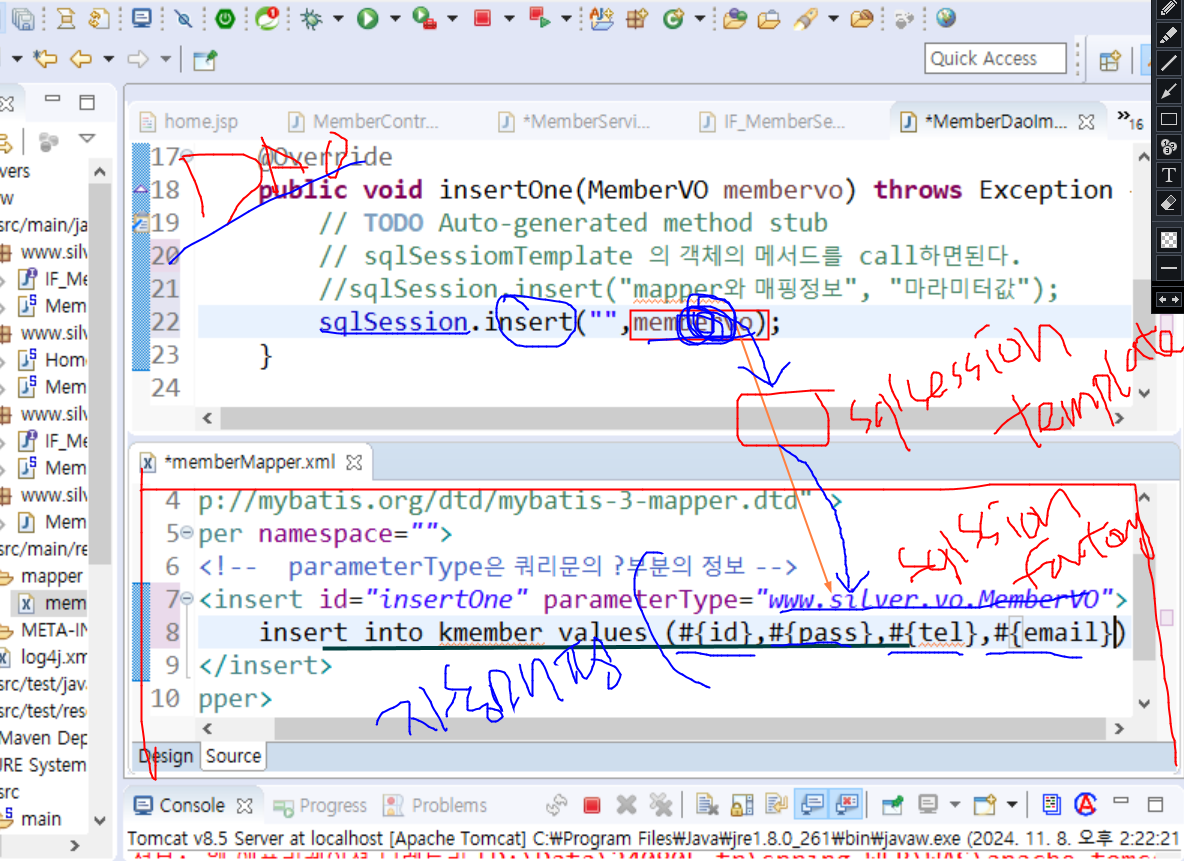 Quick Access
home.jsp
MemberContr...
*MemberServi...
IF_MemberSe...
*MemberDaoIm...
16
vers
w
src/main/ja
www.silv
IF_Me
Mem
www.silv
Hom
Mem
www.silv
IF_Me
Mem
www.silv
Mem
src/main/re
mapper
mem
META-IN
log4j.xm
src/test/jav
src/test/res
Maven Dep
URE System
src
main
17 @Override
18 public void insertOne(MemberVO membervo) throws Exception
19 // TODO Auto-generated method stub
20 // sqlSessiomTemplate 의 객체의 메서드를 call하면된다.
21 //sqlSession.insert("mapper와 매핑정보", "마라미터값");
22 sqlSession.insert("",membervo);
23 }
24
DAO
sqlsession
template
*memberMapper.xml
4 p://mybatis.org/dtd/mybatis-3-mapper.dtd" >
5 per namespace="">
6 <!-- parameterType은 쿼리문의 ?부분의 정보 -->
7 <insert id="insertOne" parameterType="www.silver.vo.MemberVO">
8 insert into kmember values (#{id},#{pass},#{tel},#{email})
9 </insert>
10 pper>
sqlssion
factory
자동매핑
Design Source
Console Progress Problems
Tomcat v8.5 Server at localhost [Apache Tomcat] C:₩Program Files₩Java₩jre1.8.0_261₩bin₩javaw.exe (2024. 11. 8. 오후 2:22:21